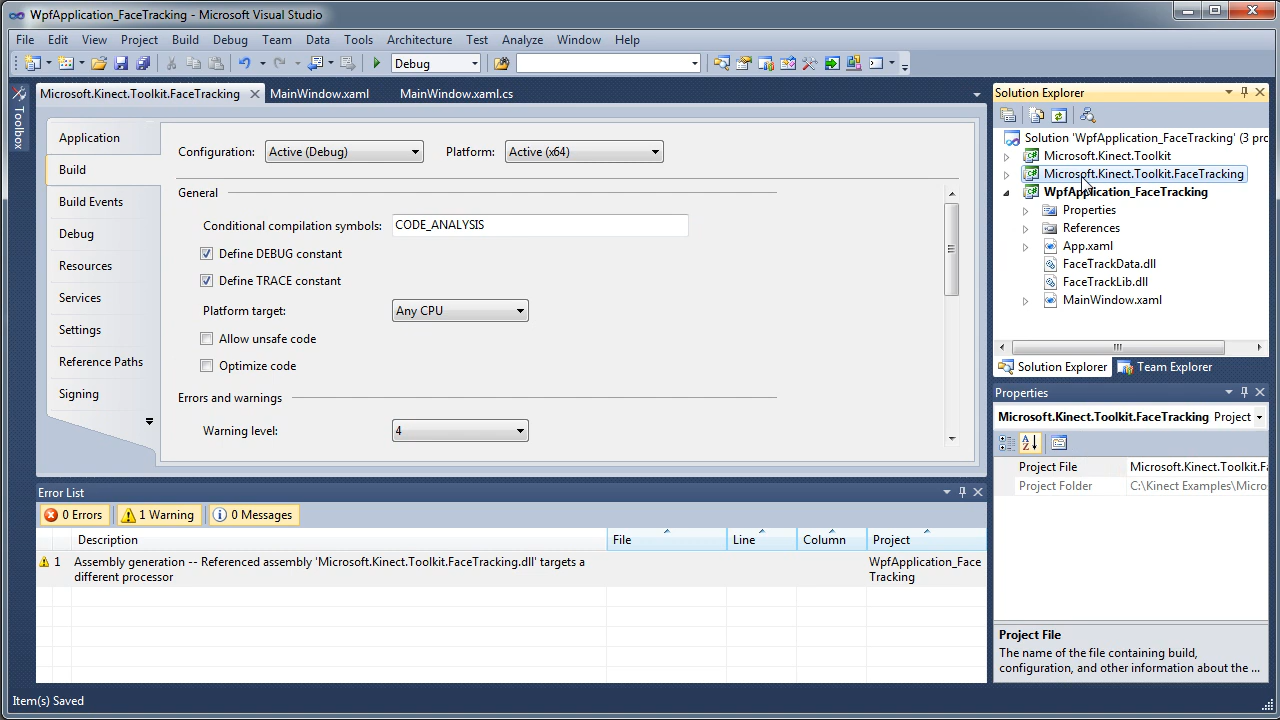 WpfApplication_FaceTracking - Microsoft Visual Studio
File Edit View Project Build Debug Team Data Tools Architecture Test Analyze Window Help
Debug
Toolbox
Microsoft.Kinect.Toolkit.FaceTracking MainWindow.xaml MainWindow.xaml.cs
Application
Build
Build Events
Debug
Resources
Services
Settings
Reference Paths
Signing
Configuration: Active (Debug) Platform: Active (x64)
General
Conditional compilation symbols: CODE_ANALYSIS
Define DEBUG constant
Define TRACE constant
Platform target: Any CPU
Allow unsafe code
Optimize code
Errors and warnings
Warning level: 4
Solution Explorer
Solution 'WpfApplication_FaceTracking' (3 pro
Microsoft.Kinect.Toolkit
Microsoft.Kinect.Toolkit.FaceTracking
WpfApplication_FaceTracking
Properties
References
App.xaml
FaceTrackData.dll
FaceTrackLib.dll
MainWindow.xaml
Solution Explorer Team Explorer
Properties
Microsoft.Kinect.Toolkit.FaceTracking Project
Project File Microsoft.Kinect.Toolkit.Fa
Project Folder C:\Kinect Examples\Micros
Project File
The name of the file containing build,
configuration, and other information about the ...
Error List
0 Errors 1 Warning 0 Messages
Description File Line Column Project
1 Assembly generation -- Referenced assembly 'Microsoft.Kinect.Toolkit.FaceTracking.dll' targets a
different processor
WpfApplication_Face
Tracking
Item(s) Saved